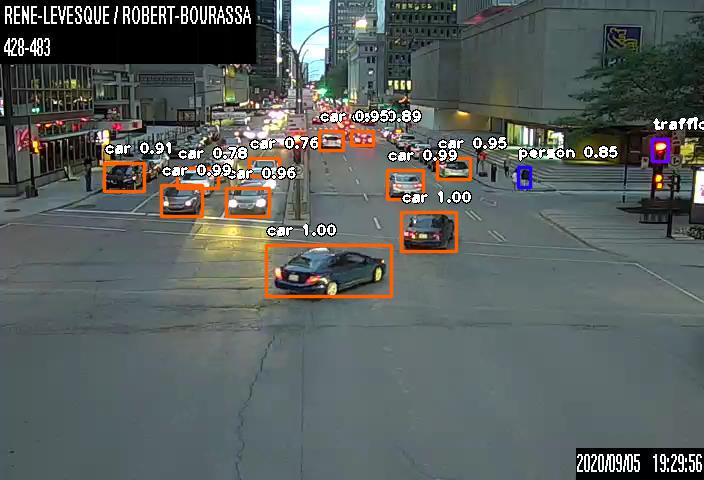 RENE-LEVESQUE / ROBERT-BOURASSA
428-483
car 0.95
0.89
car 0.91
car 0.78
car 0.76
car 0.95
car 0.99
car 0.96
car 0.99
person 0.85
traffic
car 1.00
car 1.00
2020/09/05 19:29:56